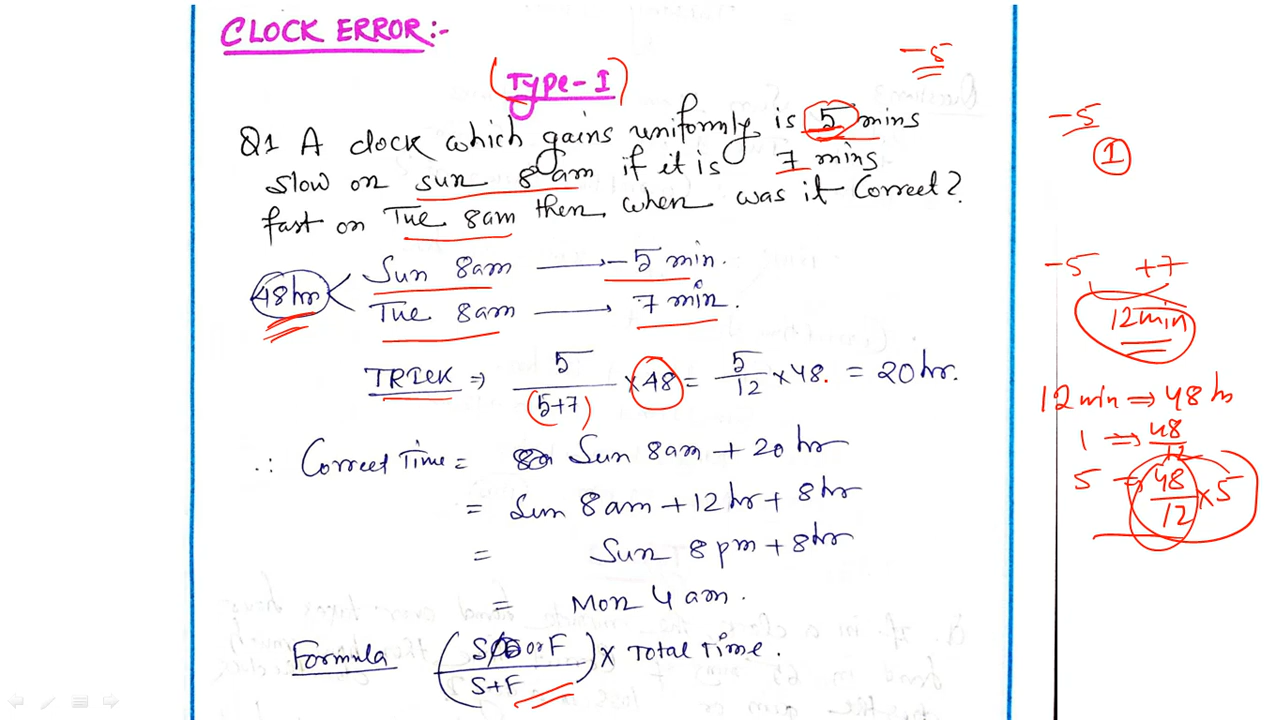 CLOCK ERROR:-
-5
(Type-I)
Q1 A clock which gains uniformly is 5 mins
slow on sun 8 am if it is 7 mins
fast on Tue 8am then when was it Correct?
48hr < Sun 8am → -5 min.
Tue 8am → 7 min.
TRICK ⇒ 5/(5+7) × 48 = 5/12 × 48. = 20 hr.
∴ Correct Time = Sun 8am + 20 hr
= Sun 8am + 12 hr + 8hr
= Sun 8pm + 8hr
= Mon 4 am.
Formula (S or F / S+F) × Total Time.
-5
1
-5 +7
12min
12 min ⇒ 48 hr
1 ⇒ 48/12
5 ⇒ 48/12 × 5